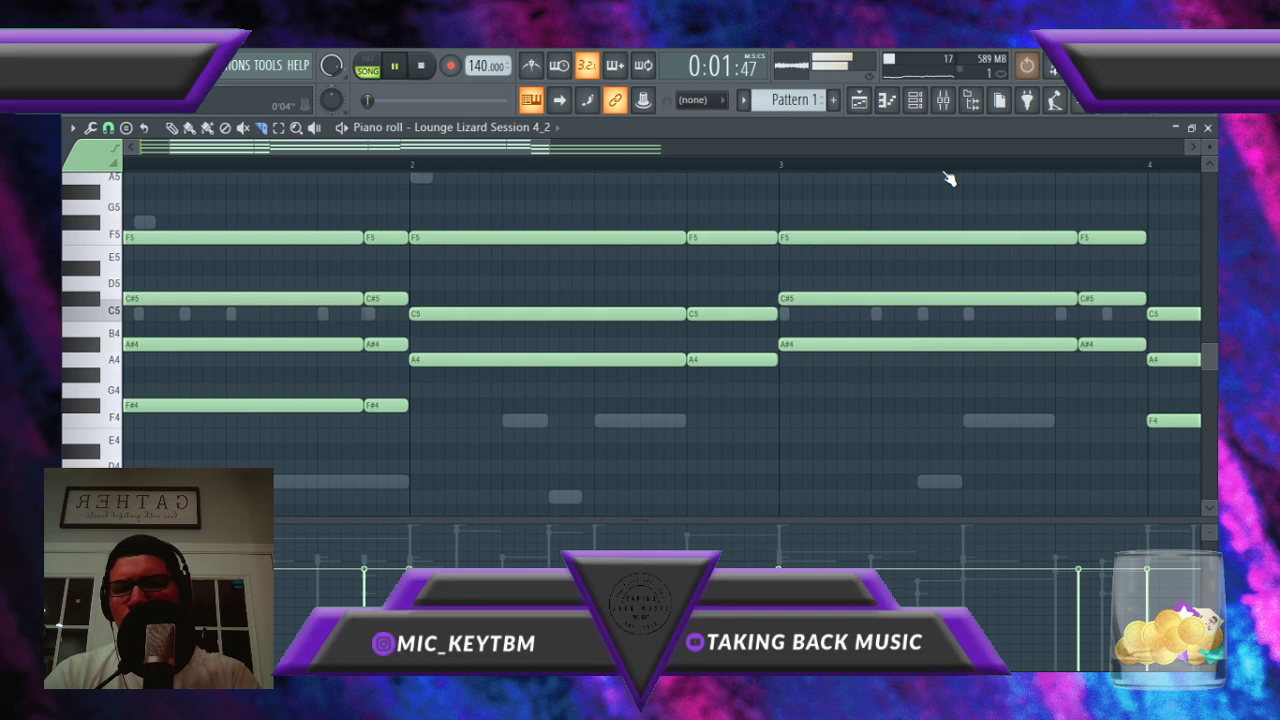 IONS TOOLS HELP
SONG
140.000
3.2.
0:01:47
M:S:CS
17
589 MB
1
0'04"
(none)
Pattern 1
Piano roll - Lounge Lizard Session 4_2
2
3
4
A5
G5
F5
E5
D5
C5
B4
A4
G4
F4
E4
D4
F5 F5 F5 F5 F5 F5
C#5 C#5 C#5 C#5
C5 C5 C5
A#4 A#4 A#4 A#4
A4 A4 A4
F#4 F#4
F4
GATHER
MIC_KEYTBM
TAKING BACK MUSIC